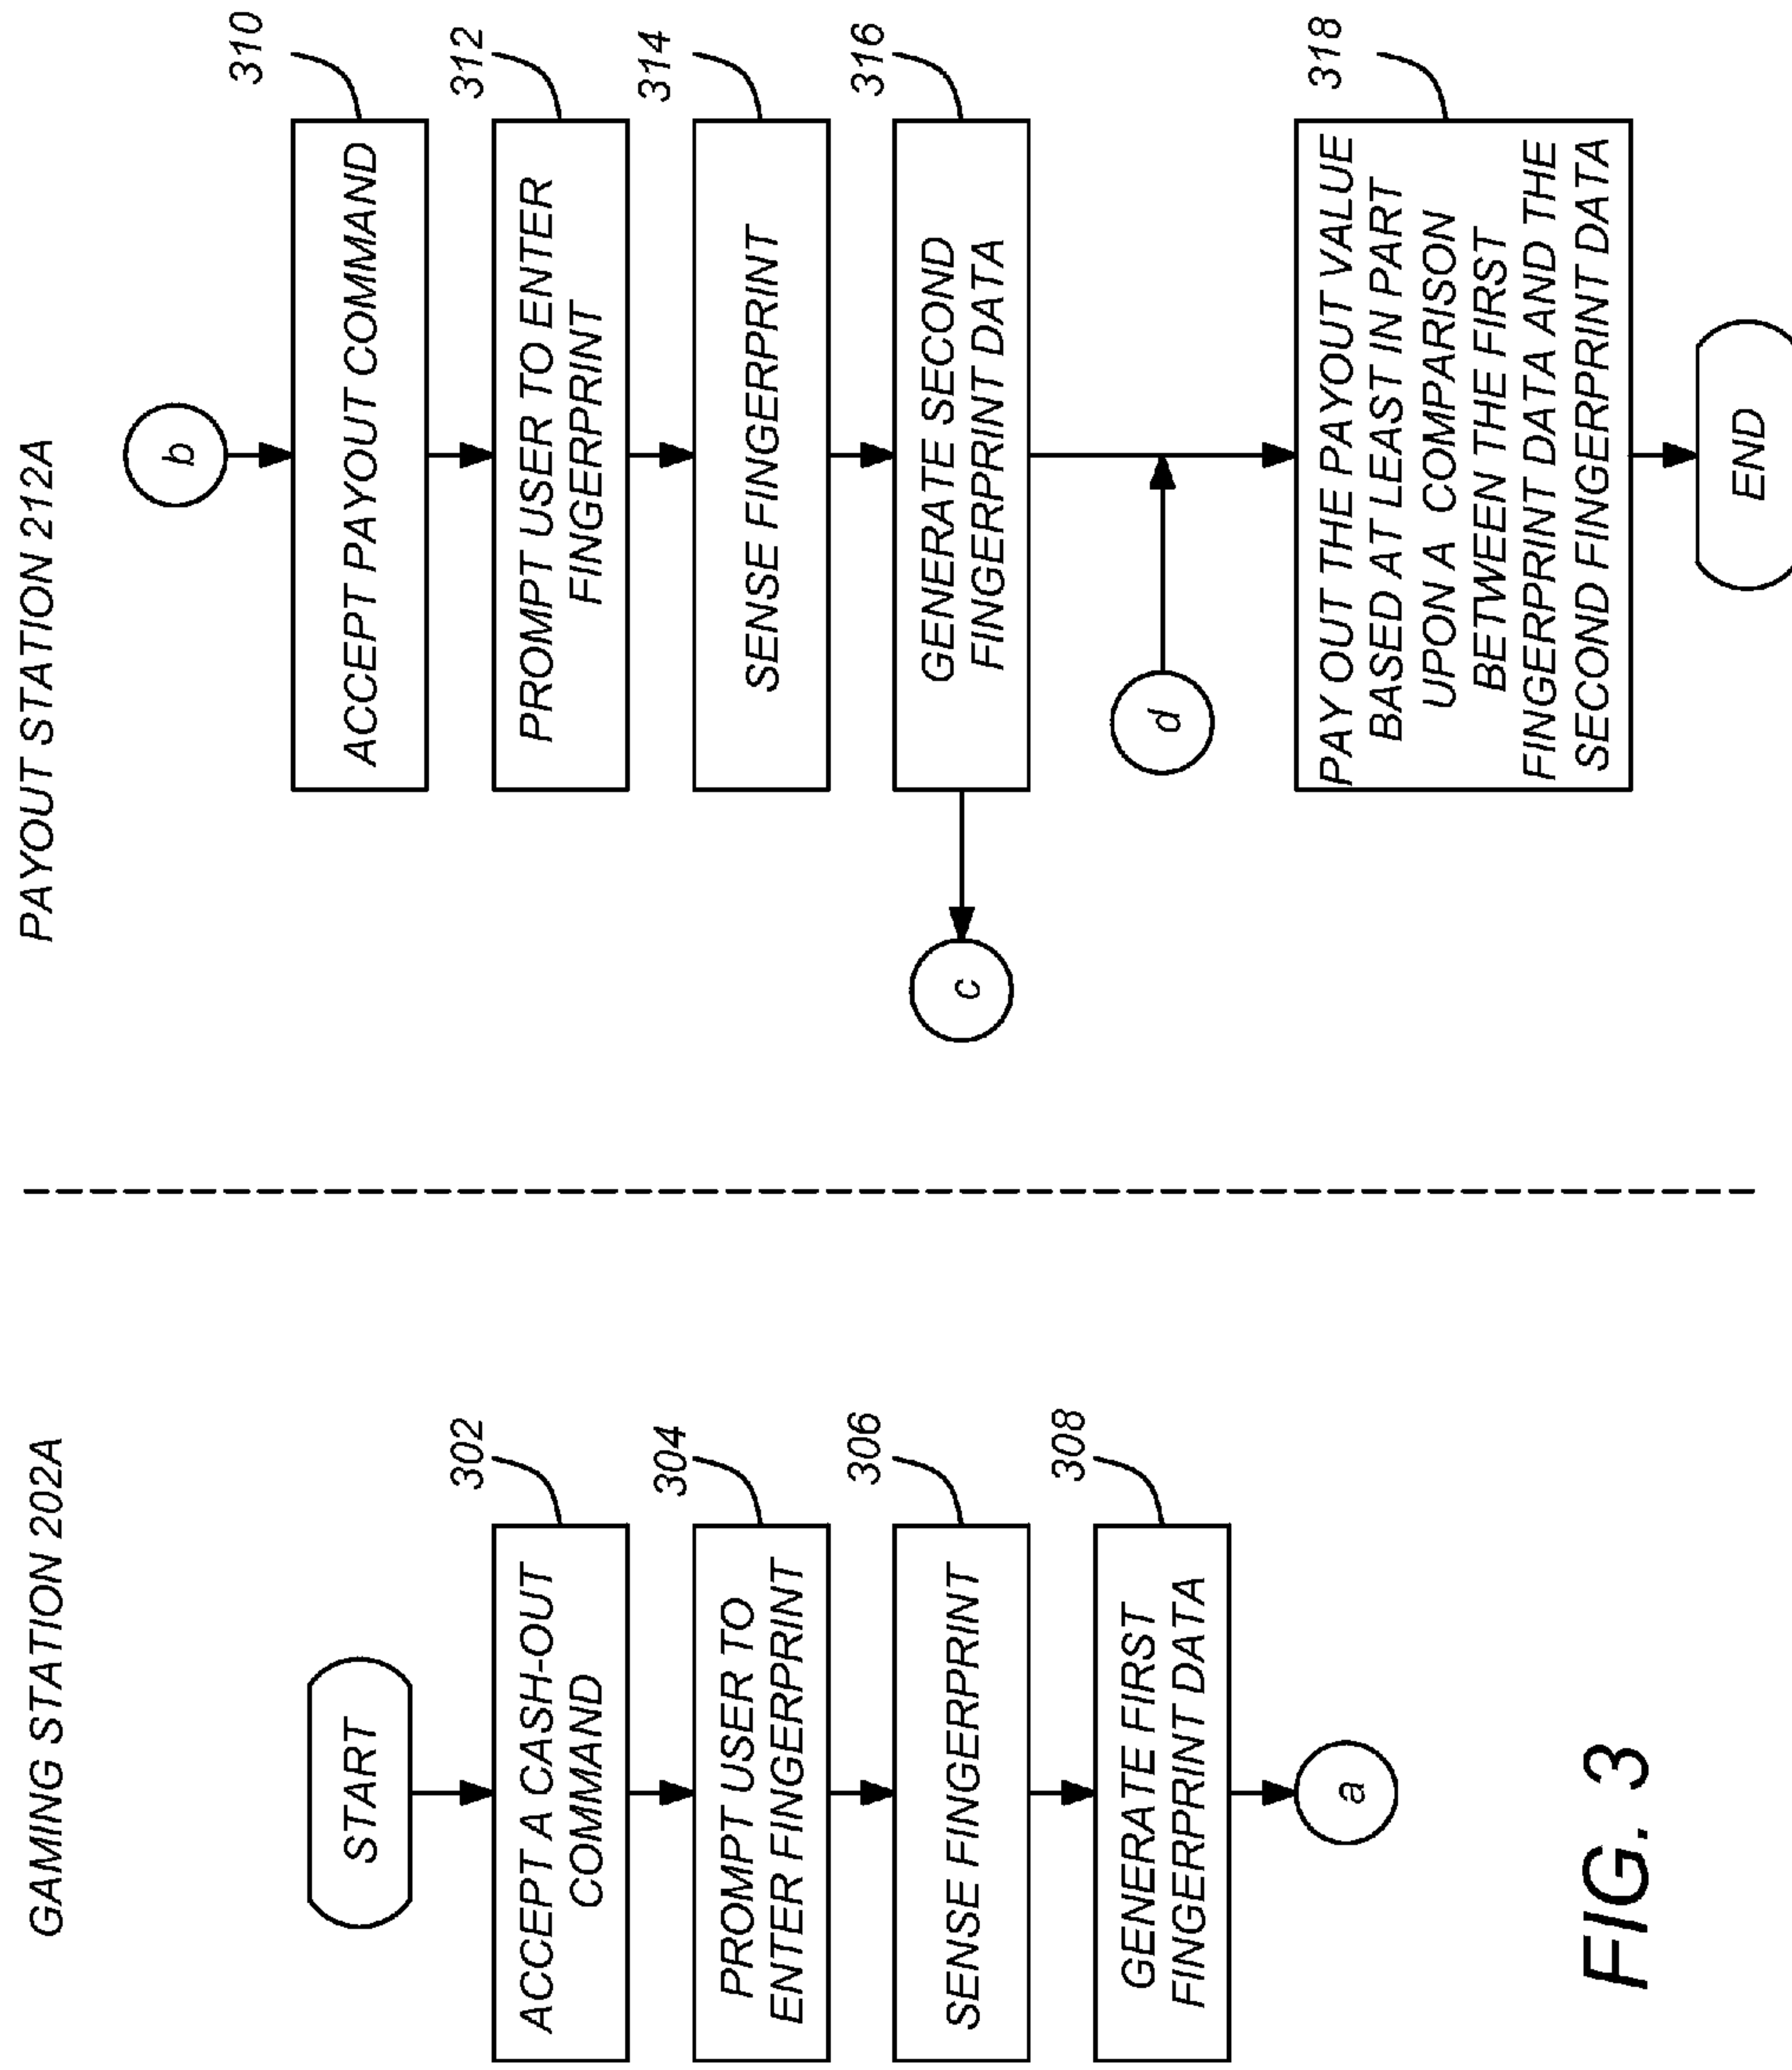 GAMING STATION 202A
START
302
ACCEPT A CASH-OUT
COMMAND
304
PROMPT USER TO
ENTER FINGERPRINT
306
SENSE FINGERPRINT
308
GENERATE FIRST
FINGERPRINT DATA
a
FIG. 3
PAYOUT STATION 212A
b
310
ACCEPT PAYOUT COMMAND
312
PROMPT USER TO ENTER
FINGERPRINT
314
SENSE FINGERPRINT
316
GENERATE SECOND
FINGERPRINT DATA
c
d
318
PAY OUT THE PAYOUT VALUE
BASED AT LEAST IN PART
UPON A COMPARISON
BETWEEN THE FIRST
FINGERPRINT DATA AND THE
SECOND FINGERPRINT DATA
END